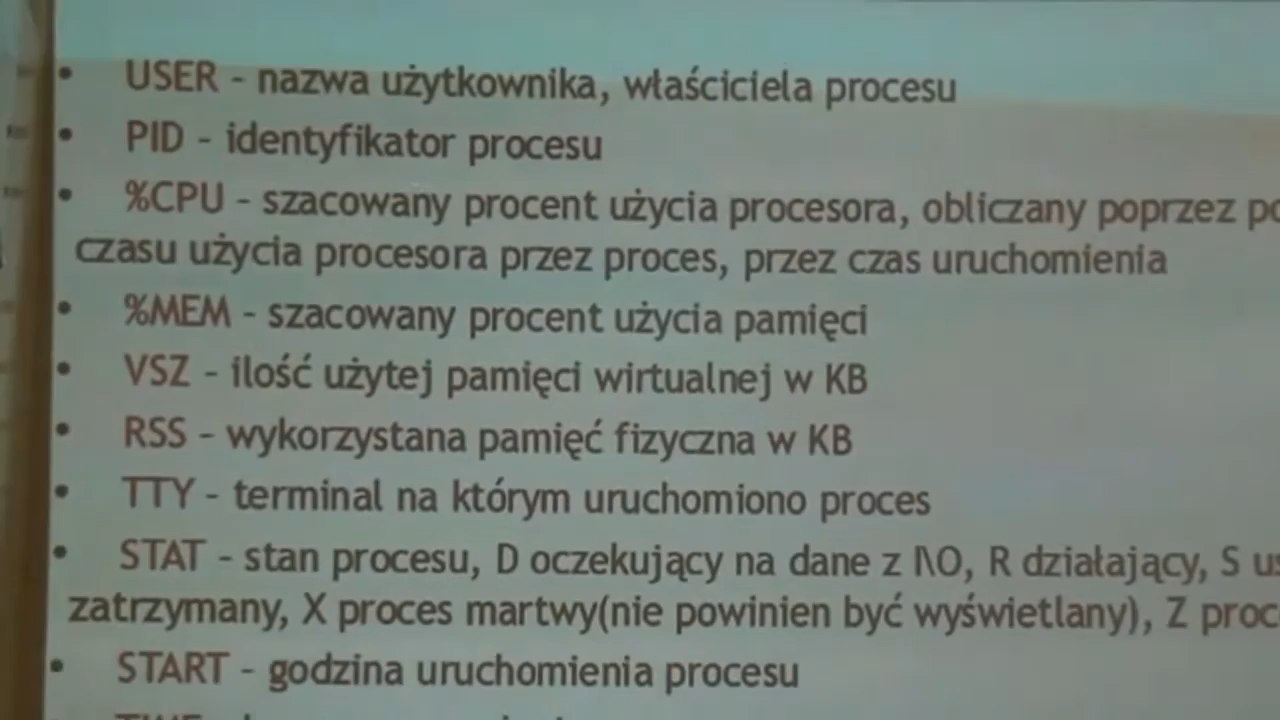 • USER - nazwa użytkownika, właściciela procesu
• PID - identyfikator procesu
• %CPU - szacowany procent użycia procesora, obliczany poprzez
czasu użycia procesora przez proces, przez czas uruchomienia
• %MEM - szacowany procent użycia pamięci
• VSZ - ilość użytej pamięci wirtualnej w KB
• RSS - wykorzystana pamięć fizyczna w KB
• TTY - terminal na którym uruchomiono proces
• STAT - stan procesu, D oczekujący na dane z I\O, R działający, S
zatrzymany, X proces martwy(nie powinien być wyświetlany), Z
• START - godzina uruchomienia procesu